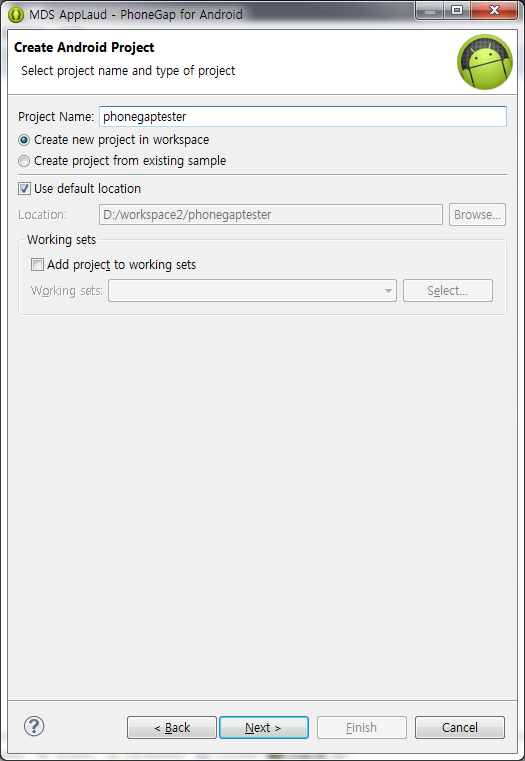 MDS AppLaud - PhoneGap for Android
Create Android Project
Select project name and type of project
Project Name: phonegaptester
Create new project in workspace
Create project from existing sample
Use default location
Location: D:/workspace2/phonegaptester Browse...
Working sets
Add project to working sets
Working sets: Select...
? < Back Next > Finish Cancel